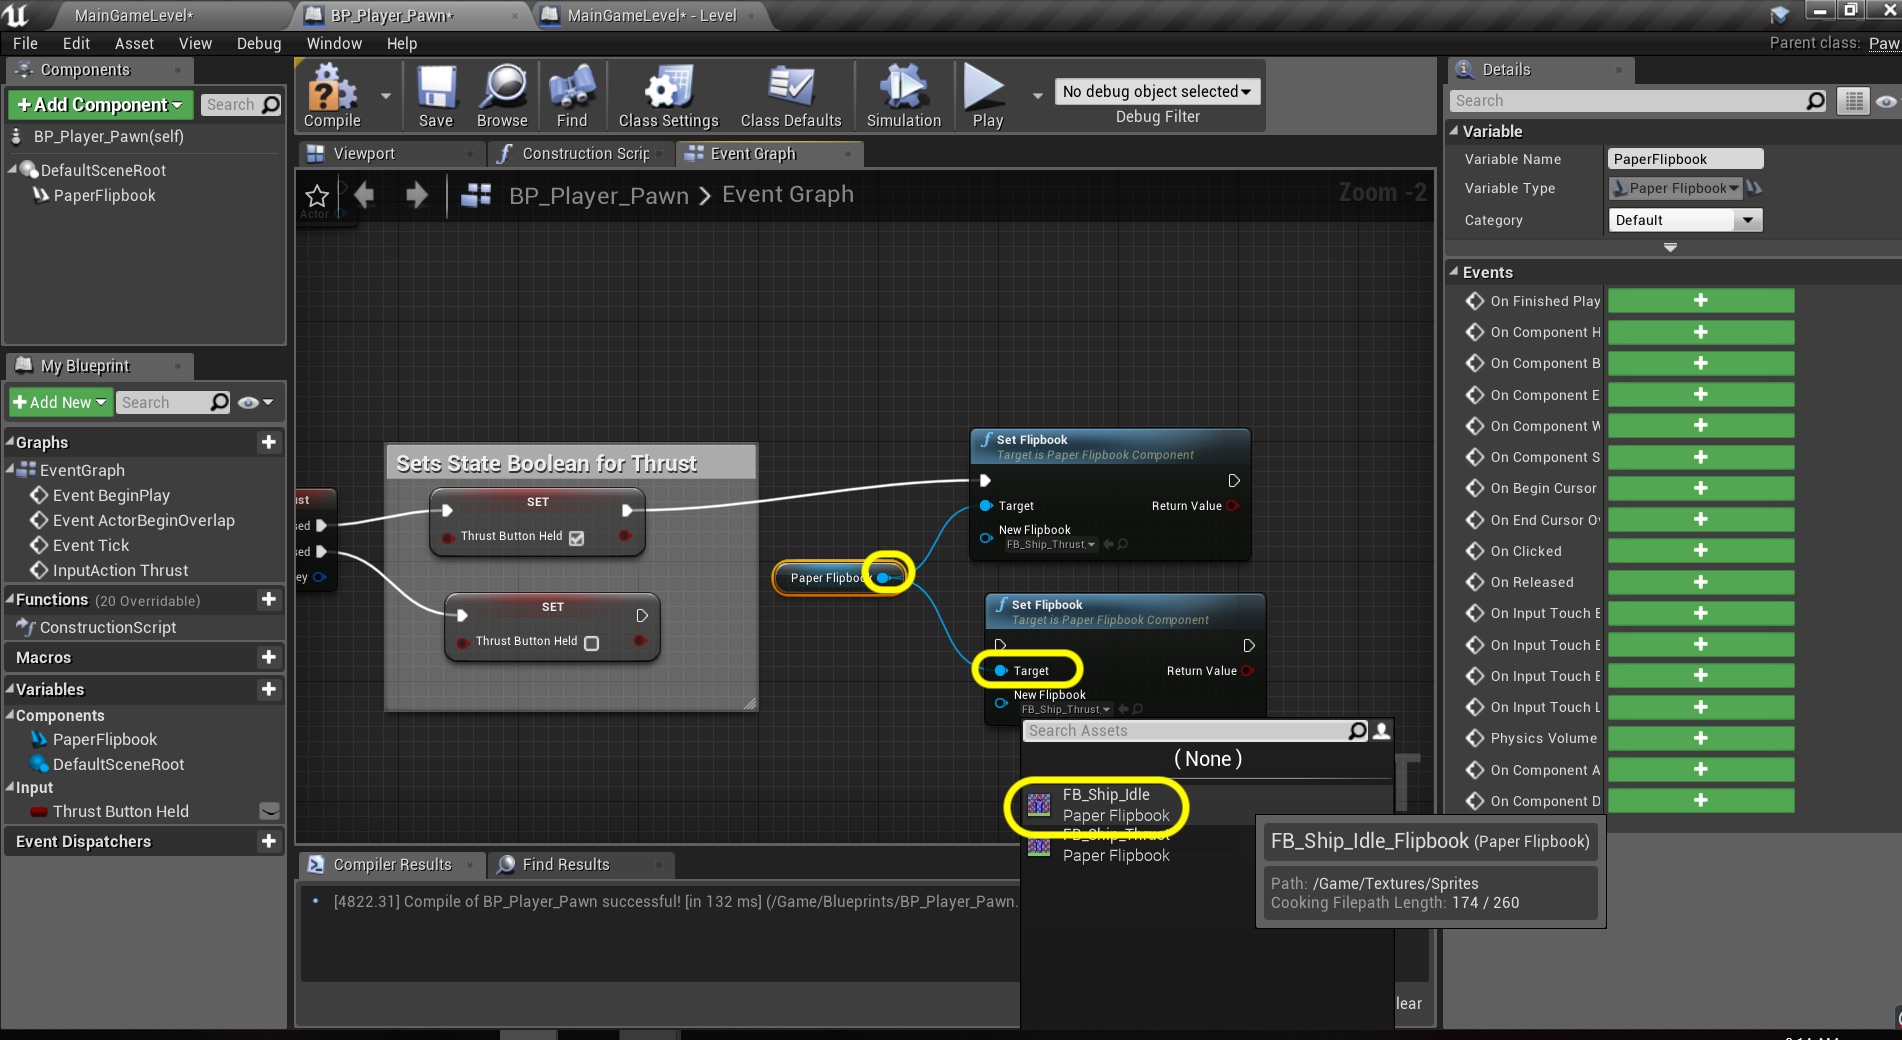 MainGameLevel*
BP_Player_Pawn*
MainGameLevel* - Level
File Edit Asset View Debug Window Help
Parent class: Paw
Components
+Add Component
Search
BP_Player_Pawn(self)
DefaultSceneRoot
PaperFlipbook
Compile
Save
Browse
Find
Class Settings
Class Defaults
Simulation
Play
No debug object selected
Debug Filter
Viewport
Construction Scrip
Event Graph
BP_Player_Pawn > Event Graph
Zoom -2
Actor
My Blueprint
+Add New
Search
Graphs
EventGraph
Event BeginPlay
Event ActorBeginOverlap
Event Tick
InputAction Thrust
Functions (20 Overridable)
ConstructionScript
Macros
Variables
Components
PaperFlipbook
DefaultSceneRoot
Input
Thrust Button Held
Event Dispatchers
Sets State Boolean for Thrust
ust
sed
sed
ey
SET
Thrust Button Held
SET
Thrust Button Held
Paper Flipbook
Set Flipbook
Target is Paper Flipbook Component
Target
Return Value
New Flipbook
FB_Ship_Thrust
Set Flipbook
Target is Paper Flipbook Component
Target
Return Value
New Flipbook
FB_Ship_Thrust
Search Assets
( None )
FB_Ship_Idle
Paper Flipbook
FB_Ship_Thrust
Paper Flipbook
FB_Ship_Idle_Flipbook (Paper Flipbook)
Path: /Game/Textures/Sprites
Cooking Filepath Length: 174 / 260
Compiler Results
Find Results
[4822.31] Compile of BP_Player_Pawn successful! [in 132 ms] (/Game/Blueprints/BP_Player_Pawn.
lear
Details
Search
Variable
Variable Name PaperFlipbook
Variable Type Paper Flipbook
Category Default
Events
On Finished Play
On Component H
On Component B
On Component E
On Component W
On Component S
On Begin Cursor
On End Cursor O
On Clicked
On Released
On Input Touch B
On Input Touch E
On Input Touch E
On Input Touch L
Physics Volume
On Component A
On Component D